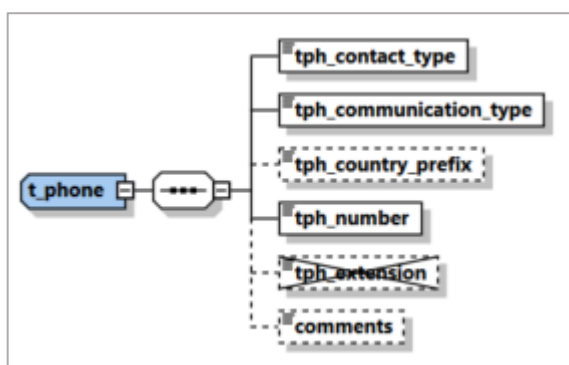 tph_contact_type
tph_communication_type
tph_country_prefix
t_phone
tph_number
tph_extension
comments